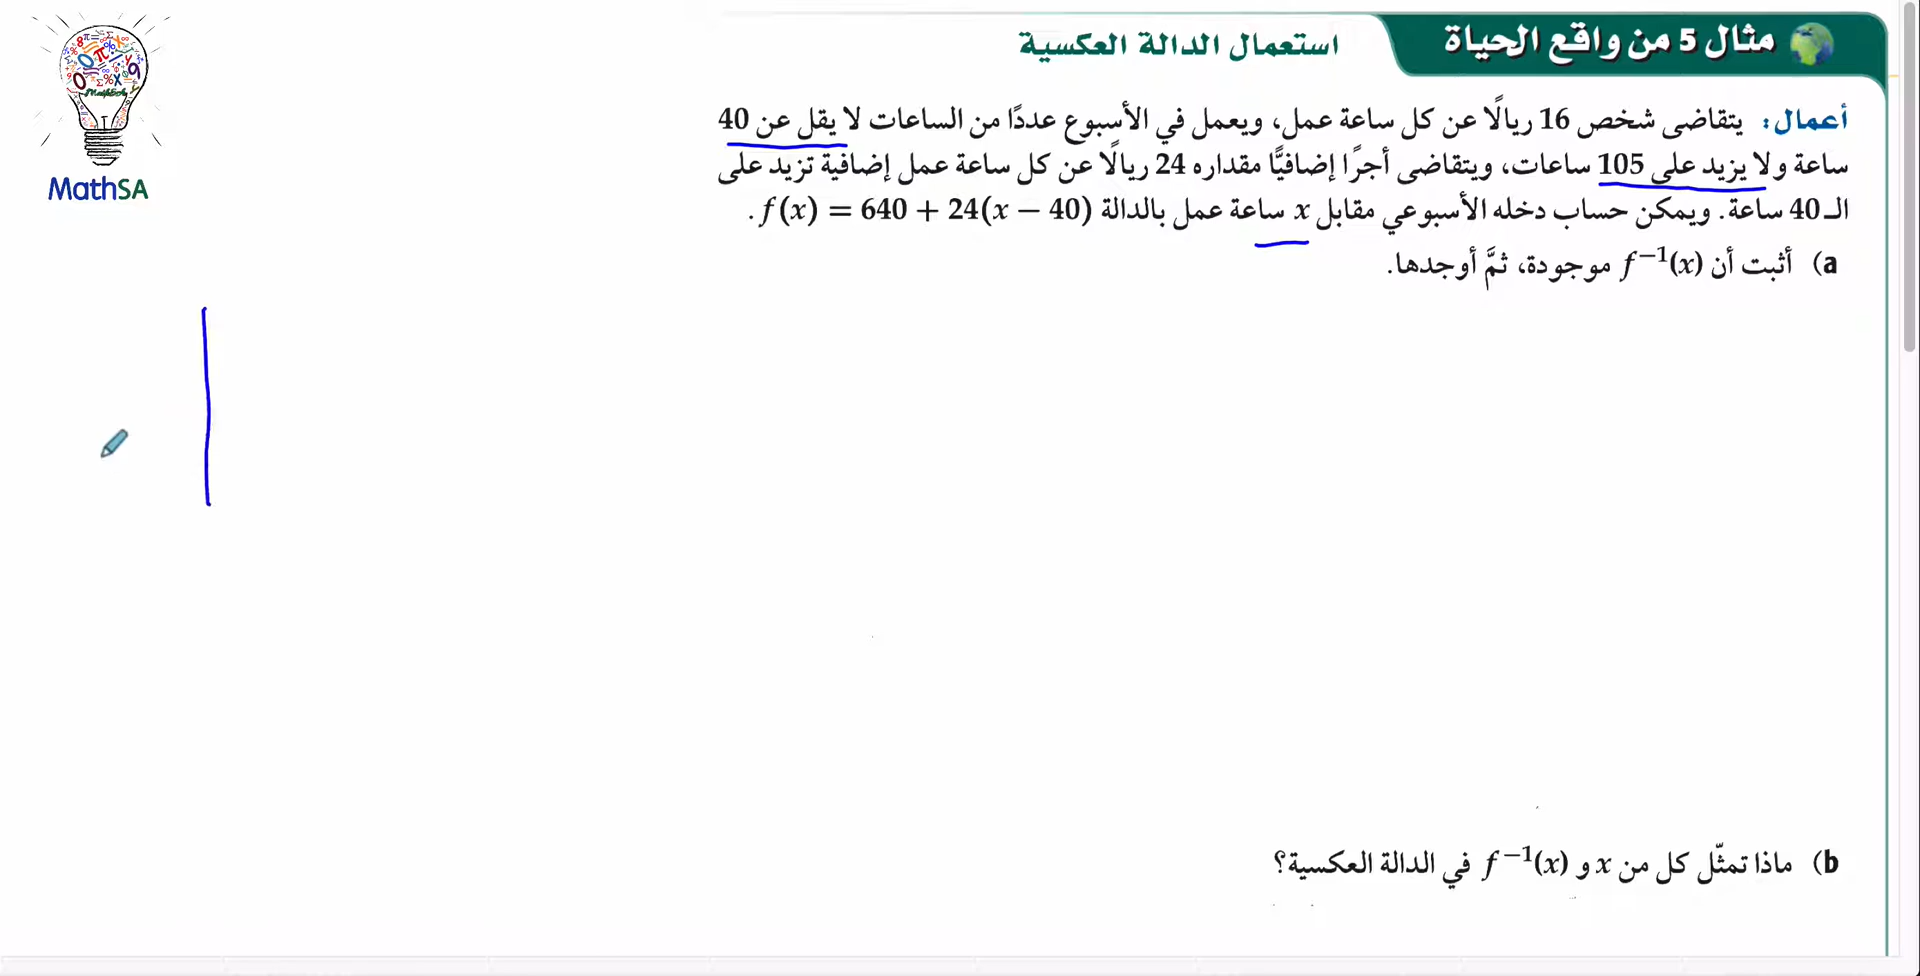 MathSA
مثال 5 من واقع الحياة
استعمال الدالة العكسية
أعمال: يتقاضى شخص 16 ريالًا عن كل ساعة عمل، ويعمل في الأسبوع عددًا من الساعات لا يقل عن 40
ساعة ولا يزيد على 105 ساعات، ويتقاضى أجرًا إضافيًّا مقداره 24 ريالًا عن كل ساعة عمل إضافية تزيد على
الـ 40 ساعة. ويمكن حساب دخله الأسبوعي مقابل x ساعة عمل بالدالة f(x) = 640 + 24(x − 40).
a) أثبت أن f⁻¹(x) موجودة، ثمَّ أوجدها.
b) ماذا تمثّل كل من x و f⁻¹(x) في الدالة العكسية؟